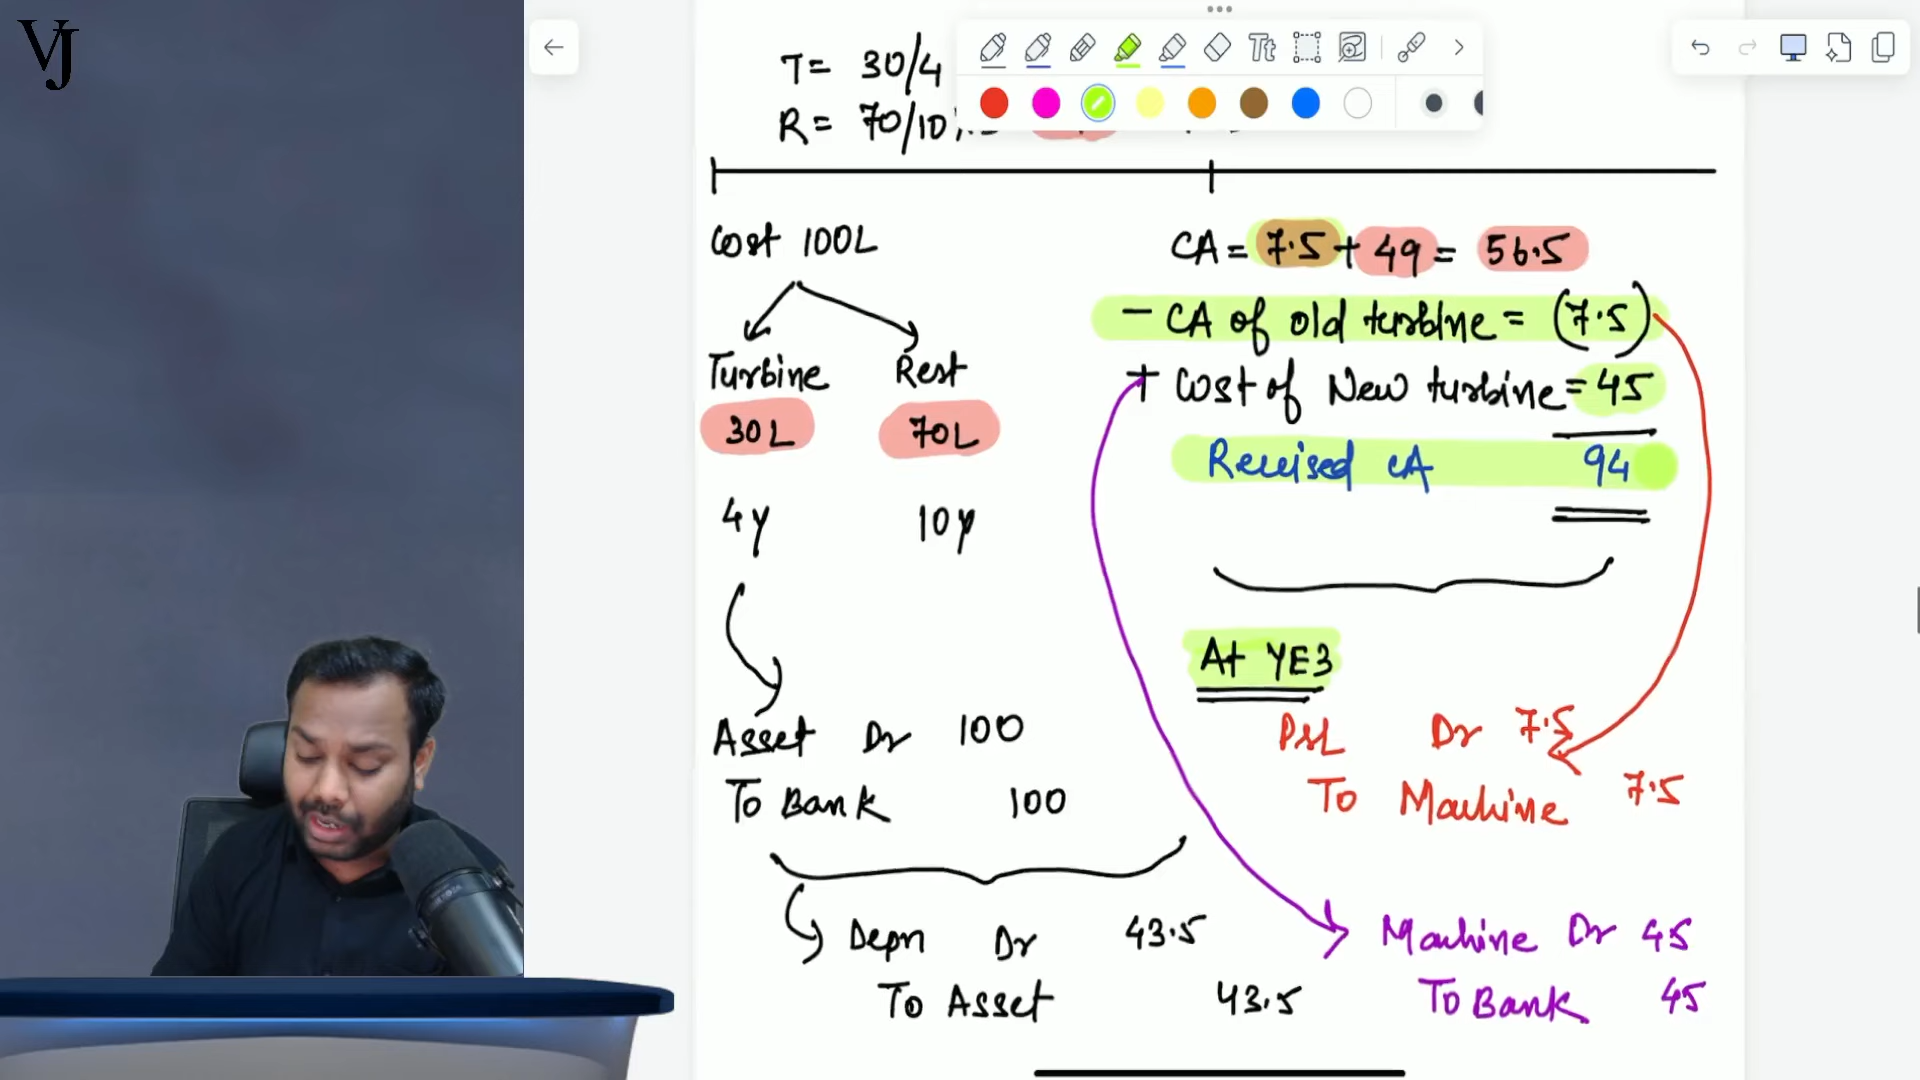 VJ
T= 30/4
R= 70/10
Cost 100L
Turbine Rest
30L 70L
4y 10y
Asset Dr 100
To Bank 100
Depn Dr 43.5
To Asset 43.5
CA = 7.5 + 49 = 56.5
- CA of old turbine = (7.5)
+ Cost of New turbine = 45
Revised CA 94
At YE3
P&L Dr 7.5
To Machine 7.5
Machine Dr 45
To Bank 45
Tt